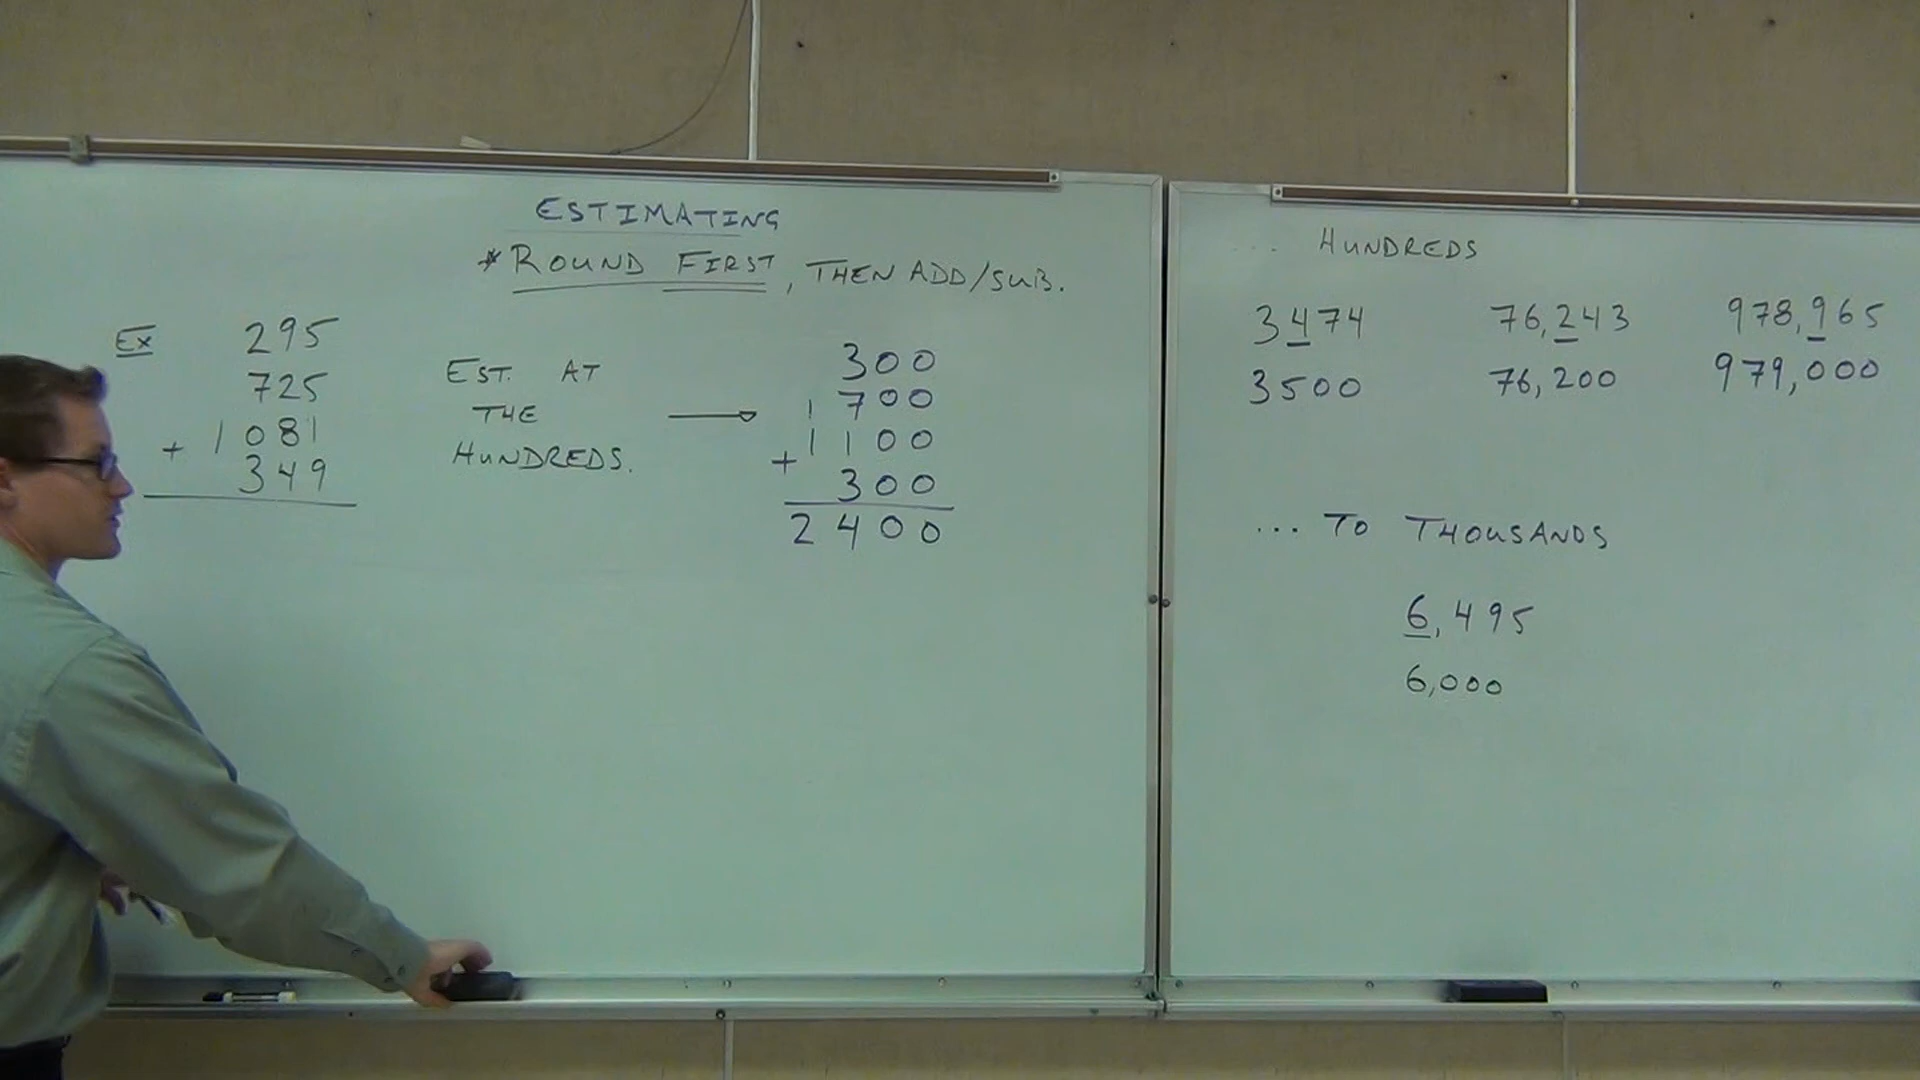 ESTIMATING
* ROUND FIRST, THEN ADD/SUB.
Ex 295
725
1081
+ 349
EST. AT
THE
HUNDREDS.
300
700
1
1100
+ 300
2400
... HUNDREDS
3474 76,243 978,965
3500 76,200 979,000
... TO THOUSANDS
6,495
6,000